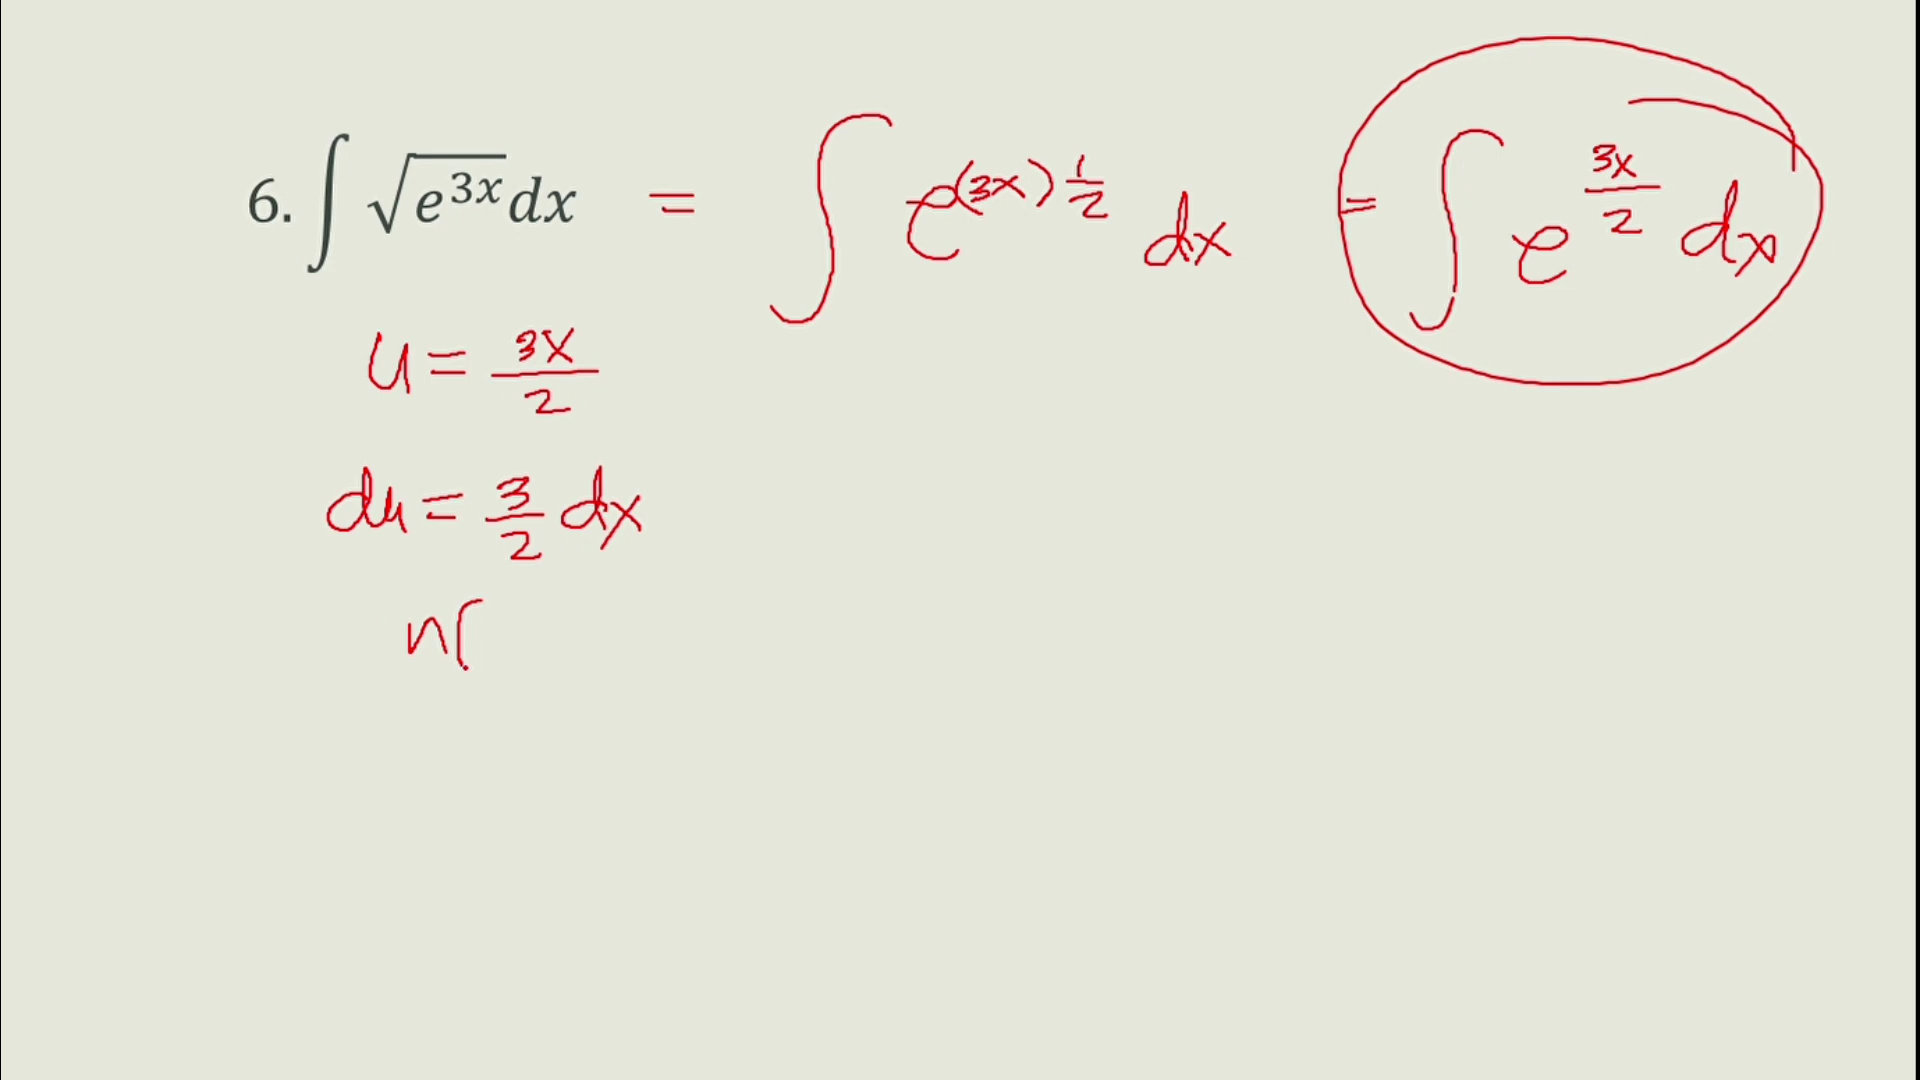 6. ∫ √e^{3x} dx = ∫ e^{(3x) 1/2} dx = ∫ e^{3x/2} dx
u = 3x/2
du = 3/2 dx
n(